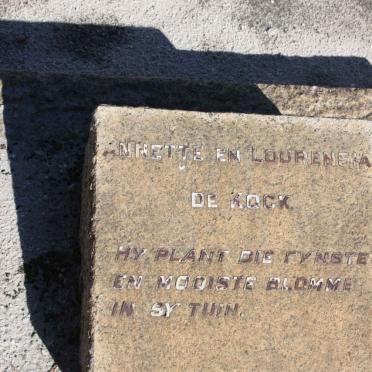 ANNETTE EN LOURENSIA
DE KOCK
HY PLANT DIE FYNSTE
EN MOOISTE BLOMME
IN SY TUIN.